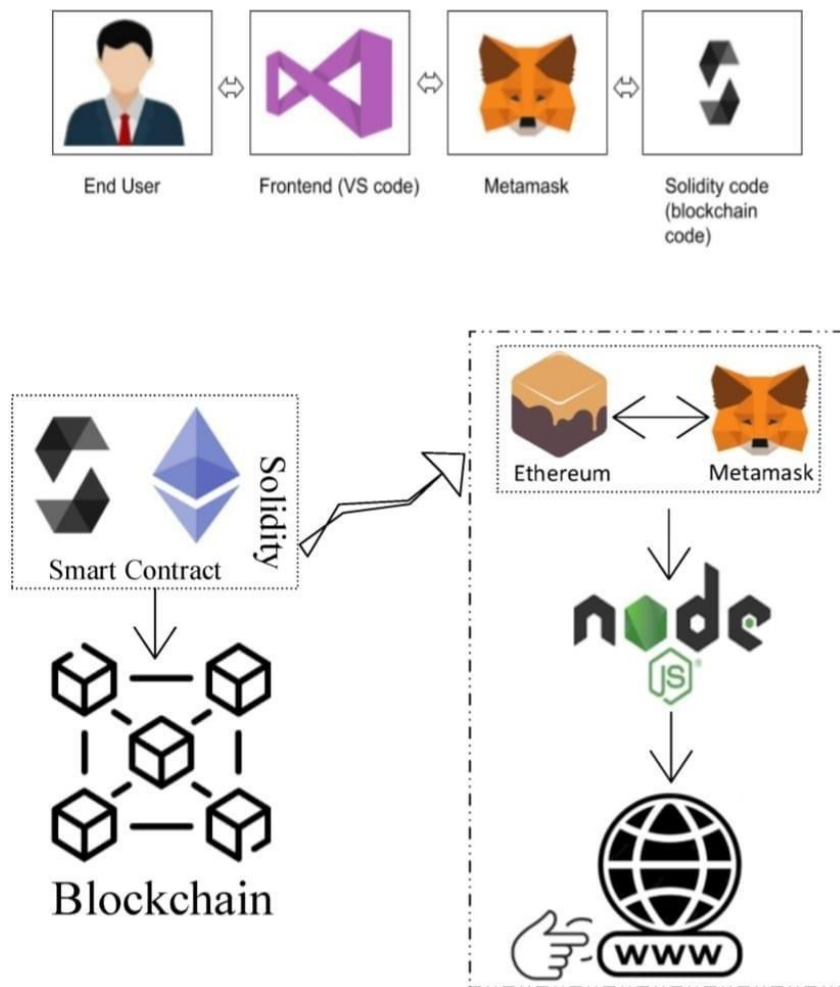 End User
Frontend (VS code)
Metamask
Solidity code
(blockchain
code)
Solidity
Smart Contract
Ethereum
Metamask
node
JS
Blockchain
www